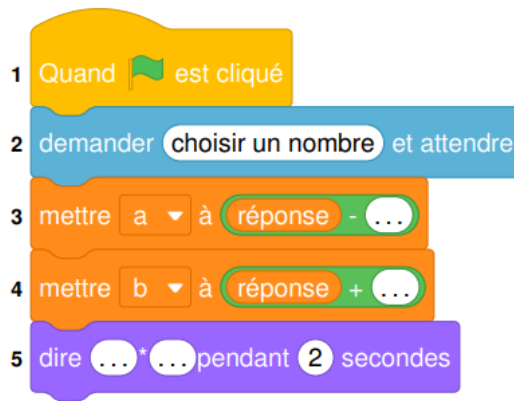 1 Quand est cliqué
2 demander choisir un nombre et attendre
3 mettre a à réponse - ...
4 mettre b à réponse + ...
5 dire ... * ... pendant 2 secondes